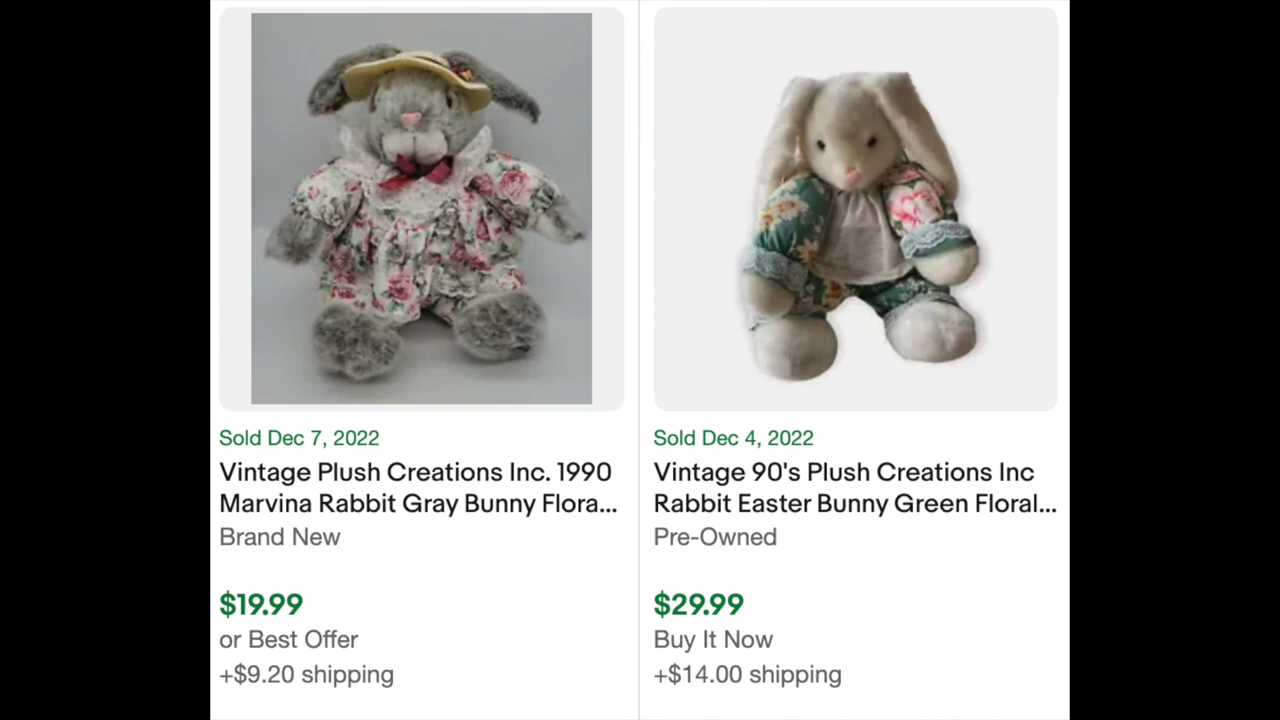 Sold Dec 7, 2022
Vintage Plush Creations Inc. 1990
Marvina Rabbit Gray Bunny Flora...
Brand New
$19.99
or Best Offer
+$9.20 shipping
Sold Dec 4, 2022
Vintage 90's Plush Creations Inc
Rabbit Easter Bunny Green Floral...
Pre-Owned
$29.99
Buy It Now
+$14.00 shipping